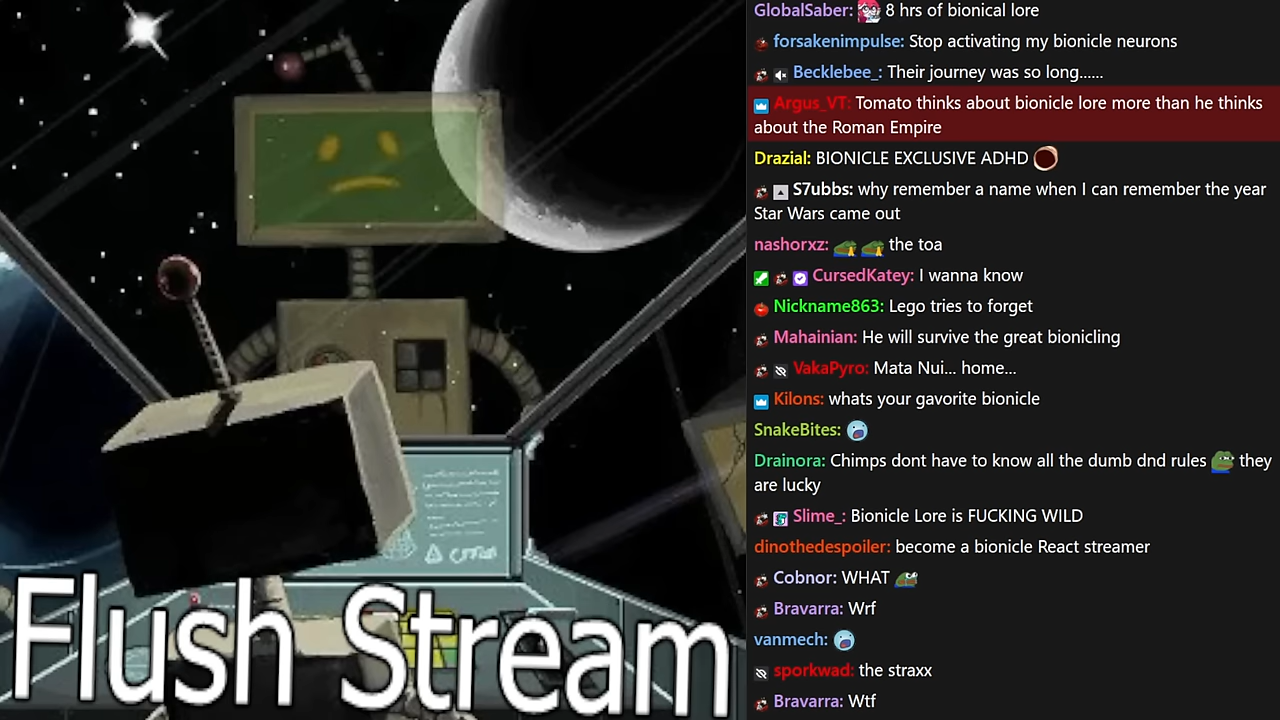 GlobalSaber: 8 hrs of bionical lore
forsakenimpulse: Stop activating my bionicle neurons
Becklebee_: Their journey was so long......
Argus_VT: Tomato thinks about bionicle lore more than he thinks
about the Roman Empire
Drazial: BIONICLE EXCLUSIVE ADHD
S7ubbs: why remember a name when I can remember the year
Star Wars came out
nashorxz: the toa
CursedKatey: I wanna know
Nickname863: Lego tries to forget
Mahainian: He will survive the great bionicling
VakaPyro: Mata Nui... home...
Kilons: whats your gavorite bionicle
SnakeBites:
Drainora: Chimps dont have to know all the dumb dnd rules they
are lucky
Slime_: Bionicle Lore is FUCKING WILD
dinothedespoiler: become a bionicle React streamer
Cobnor: WHAT
Bravarra: Wrf
vanmech:
sporkwad: the straxx
Bravarra: Wtf
Flush Stream